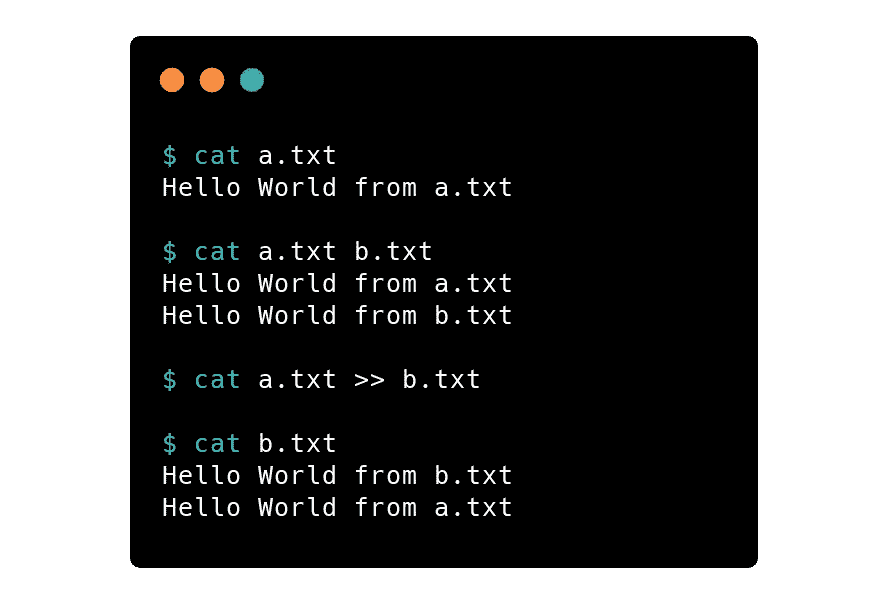 $ cat a.txt
Hello World from a.txt
$ cat a.txt b.txt
Hello World from a.txt
Hello World from b.txt
$ cat a.txt >> b.txt
$ cat b.txt
Hello World from b.txt
Hello World from a.txt